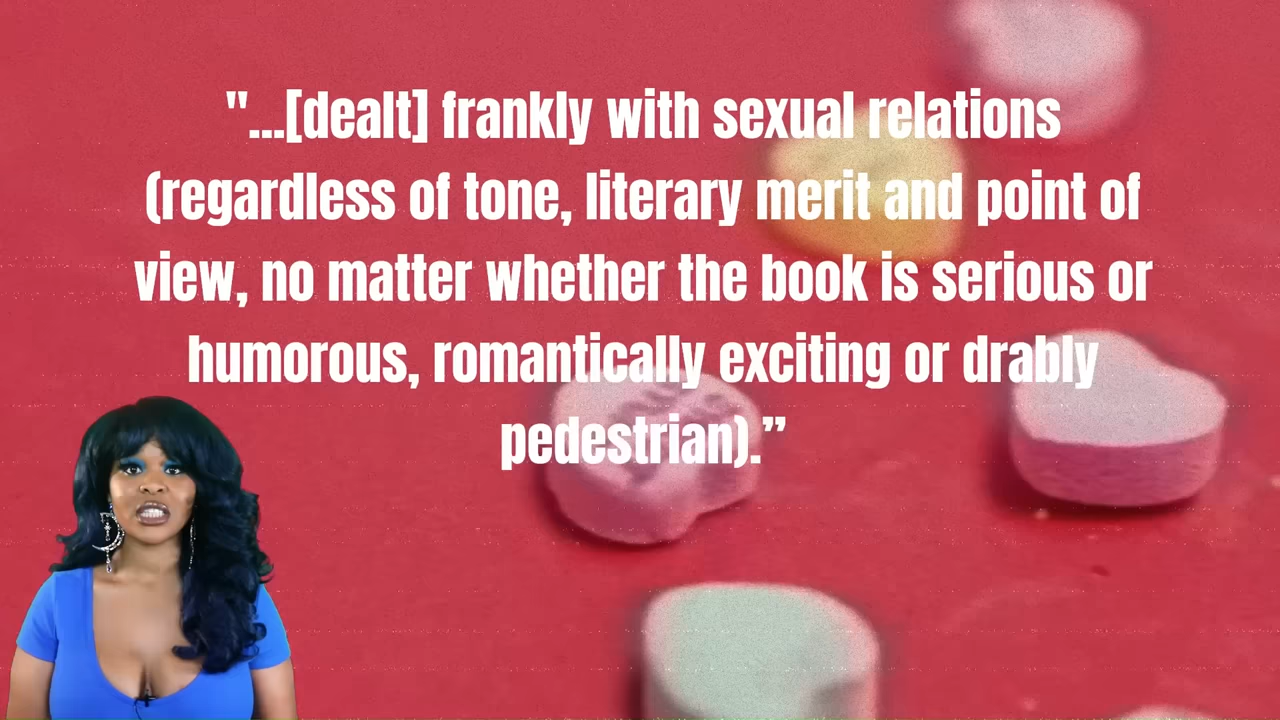 "...[dealt] frankly with sexual relations
(regardless of tone, literary merit and point of
view, no matter whether the book is serious or
humorous, romantically exciting or drably
pedestrian).”